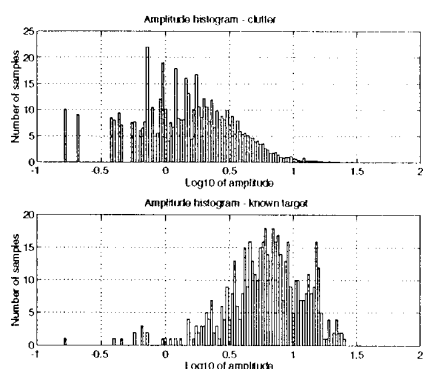 Amplitude histogram - clutter
25
20
15
10
5
0
Number of samples
-1 -0.5 0 0.5 1 1.5 2
Log10 of amplitude
Amplitude histogram - known target
20
15
10
5
0
Number of samples
-1 -0.5 0 0.5 1 1.5 2
Log10 of amplitude